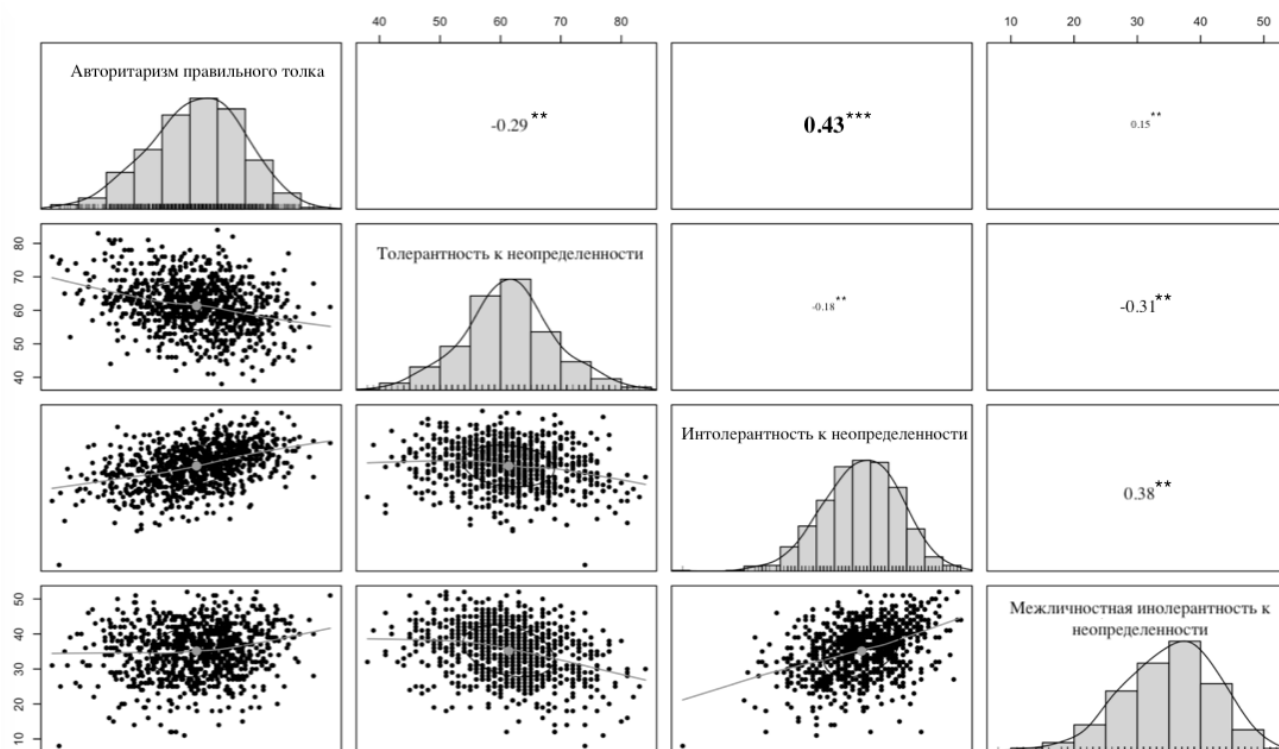 40 50 60 70 80
10 20 30 40 50
Авторитаризм правильного толка
-0.29 **
0.43***
0.15**
80
70
60
50
40
Толерантность к неопределенности
-0.18**
-0.31**
Интолерантность к неопределенности
0.38**
50
40
30
20
10
Межличностная инолерантность к
неопределенности